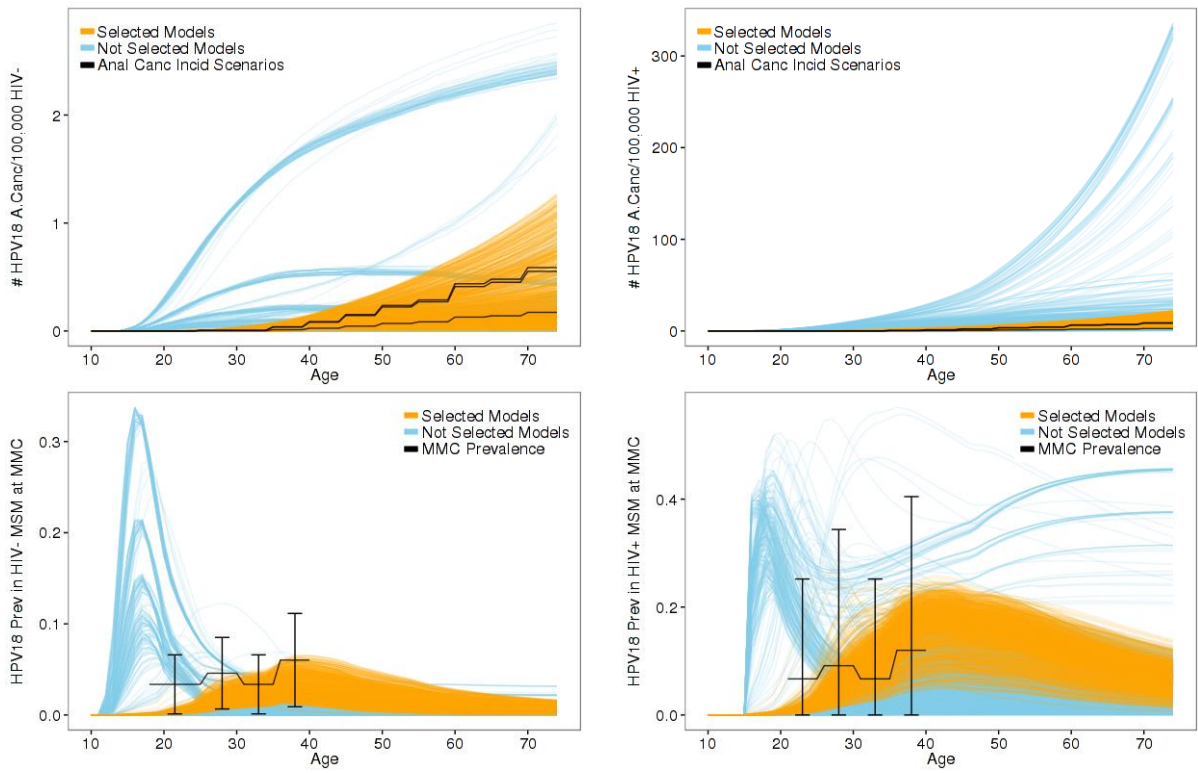 # HPV18 A.Canc/100,000 HIV-
Selected Models
Not Selected Models
Anal Canc Incid Scenarios
2
1
0
10 20 30 40 50 60 70
Age
# HPV18 A.Canc/100,000 HIV+
Selected Models
Not Selected Models
Anal Canc Incid Scenarios
300
200
100
0
10 20 30 40 50 60 70
Age
HPV18 Prev in HIV- MSM at MMC
Selected Models
Not Selected Models
MMC Prevalence
0.3
0.2
0.1
0.0
10 20 30 40 50 60 70
Age
HPV18 Prev in HIV+ MSM at MMC
Selected Models
Not Selected Models
MMC Prevalence
0.4
0.2
0.0
10 20 30 40 50 60 70
Age